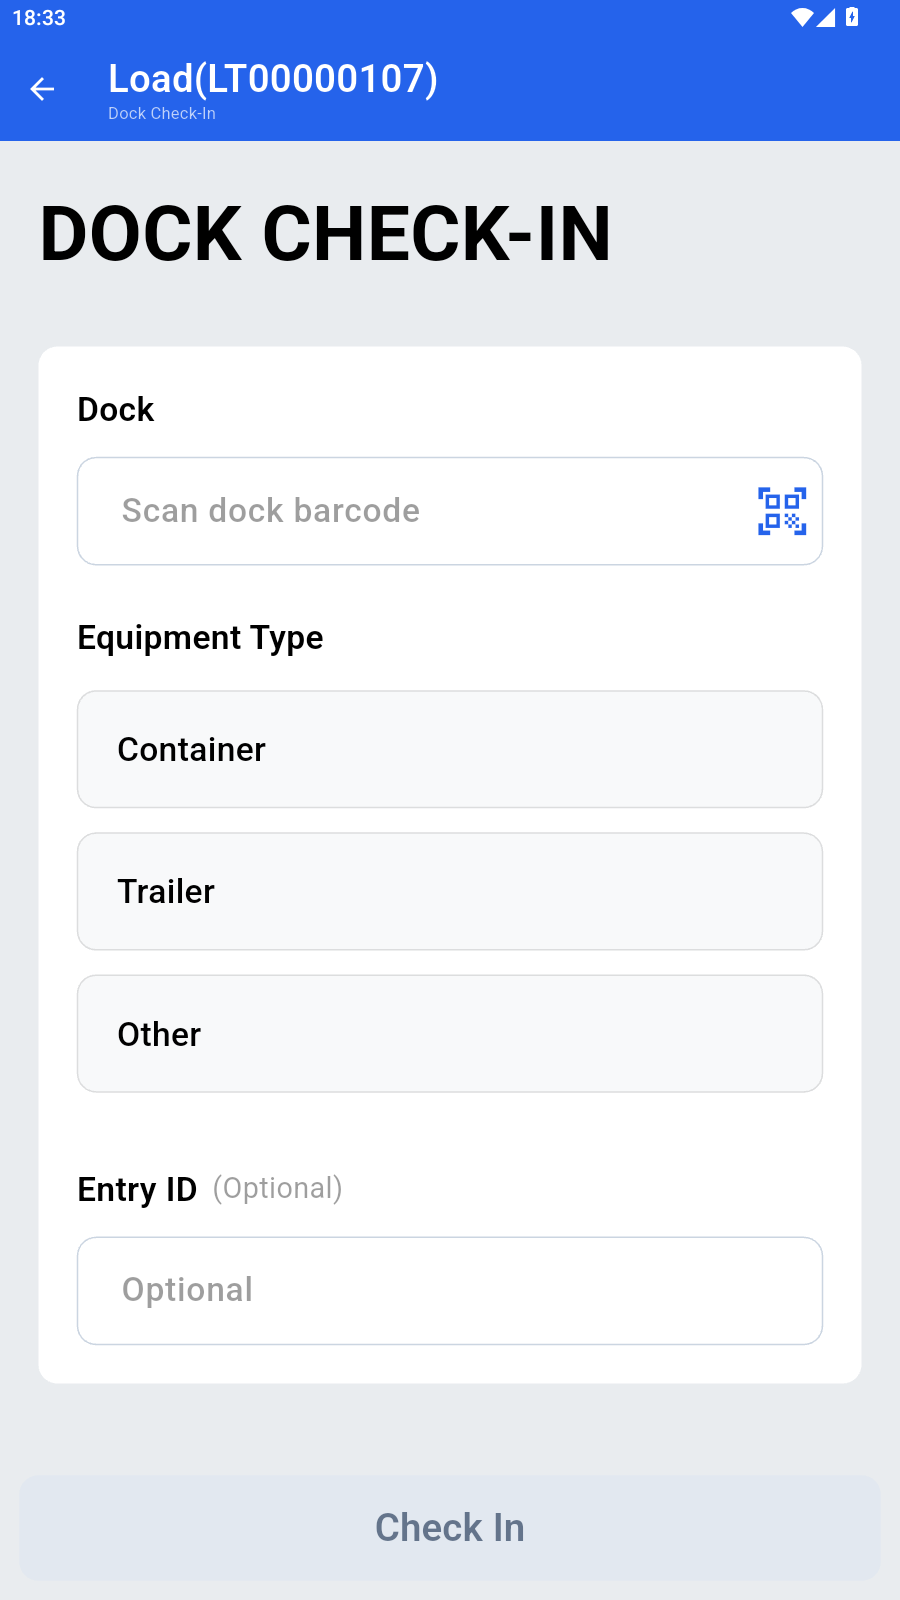 18:33
Load(LT00000107)
Dock Check-In
DOCK CHECK-IN
Dock
Scan dock barcode
Equipment Type
Container
Trailer
Other
Entry ID (Optional)
Optional
Check In